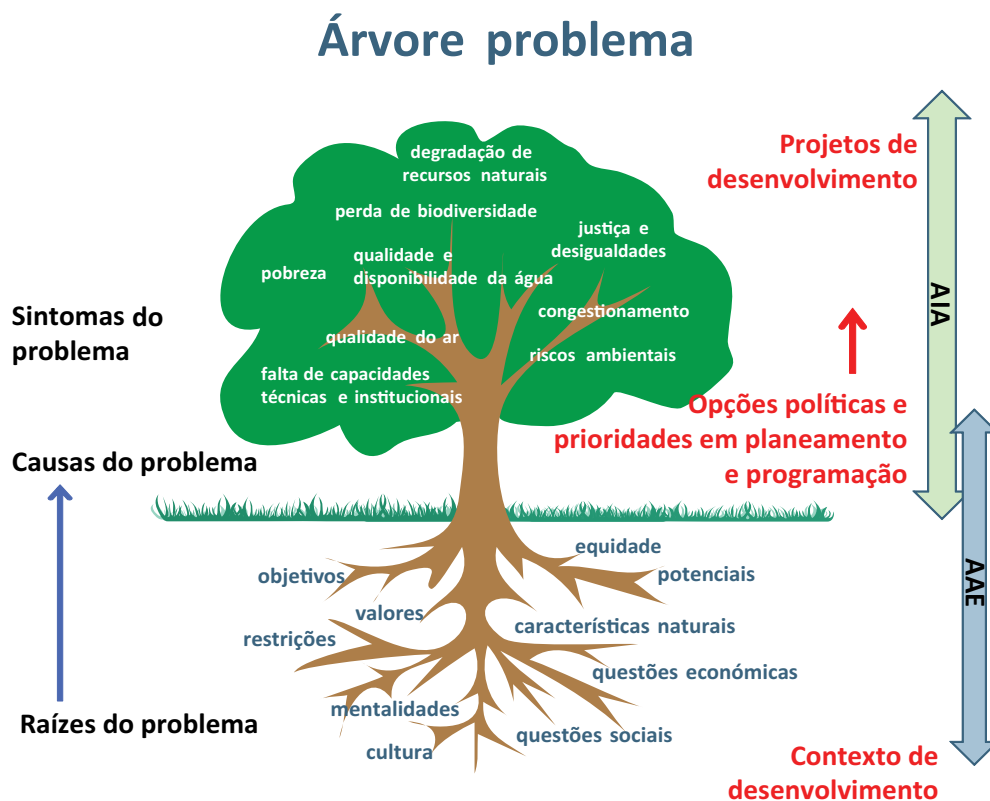 Árvore problema
degradação de
recursos naturais
perda de biodiversidade
justiça e
desigualdades
qualidade e
disponibilidade da água
pobreza
congestionamento
qualidade do ar
riscos ambientais
falta de capacidades
técnicas e institucionais
Sintomas do
problema
Causas do problema
Raízes do problema
Projetos de
desenvolvimento
Opções políticas e
prioridades em planeamento
e programação
Contexto de
desenvolvimento
AIA
AAE
equidade
objetivos
potenciais
valores
restrições
característi­cas naturais
questões económicas
mentalidades
questões sociais
cultura